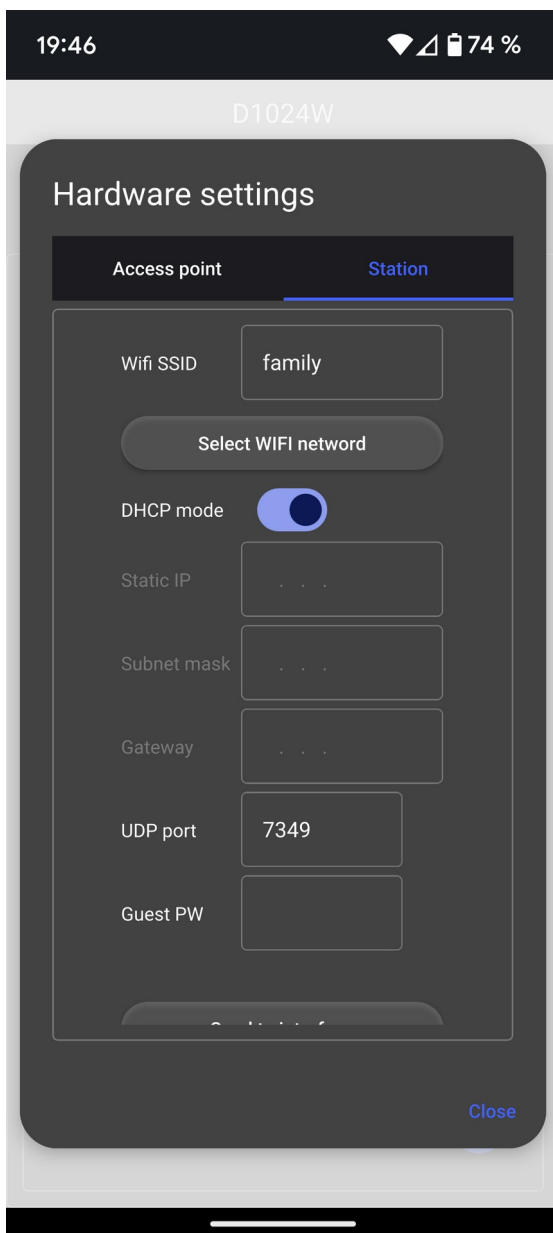 19:46 74 %
D1024W
Hardware settings
Access point Station
Wifi SSID family
Select WIFI netword
DHCP mode
Static IP . . .
Subnet mask . . .
Gateway . . .
UDP port 7349
Guest PW
Close